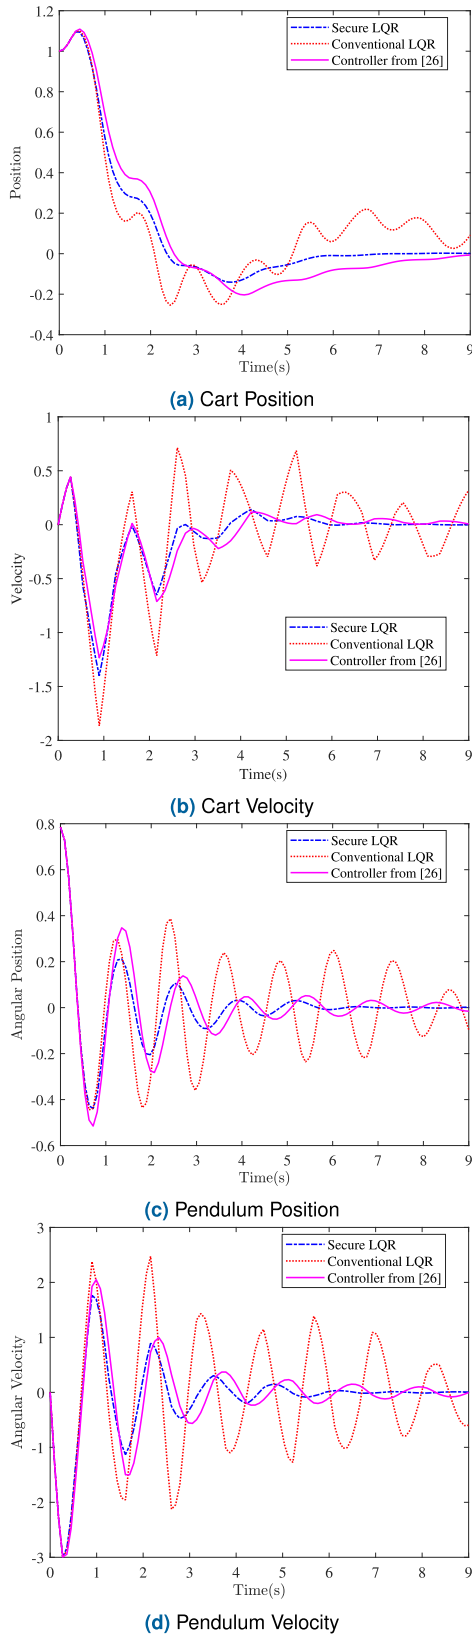 1.2
1
0.8
0.6
0.4
0.2
0
-0.2
-0.4
Position
Secure LQR
Conventional LQR
Controller from [26]
0 1 2 3 4 5 6 7 8 9
Time(s)
(a) Cart Position
1
0.5
0
-0.5
-1
-1.5
-2
Velocity
Secure LQR
Conventional LQR
Controller from [26]
0 1 2 3 4 5 6 7 8 9
Time(s)
(b) Cart Velocity
0.8
0.6
0.4
0.2
0
-0.2
-0.4
-0.6
Angular Position
Secure LQR
Conventional LQR
Controller from [26]
0 1 2 3 4 5 6 7 8 9
Time(s)
(c) Pendulum Position
3
2
1
0
-1
-2
-3
Angular Velocity
Secure LQR
Conventional LQR
Controller from [26]
0 1 2 3 4 5 6 7 8 9
Time(s)
(d) Pendulum Velocity